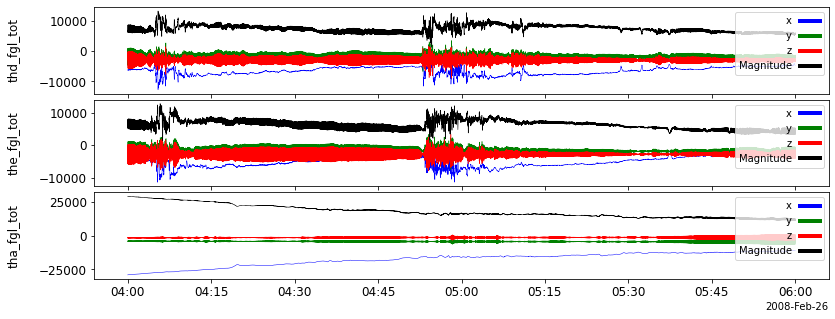 thd_fgl_tot
10000
0
−10000
x
y
z
Magnitude
the_fgl_tot
10000
0
−10000
x
y
z
Magnitude
tha_fgl_tot
25000
0
−25000
x
y
z
Magnitude
04:00 04:15 04:30 04:45 05:00 05:15 05:30 05:45 06:00
2008-Feb-26